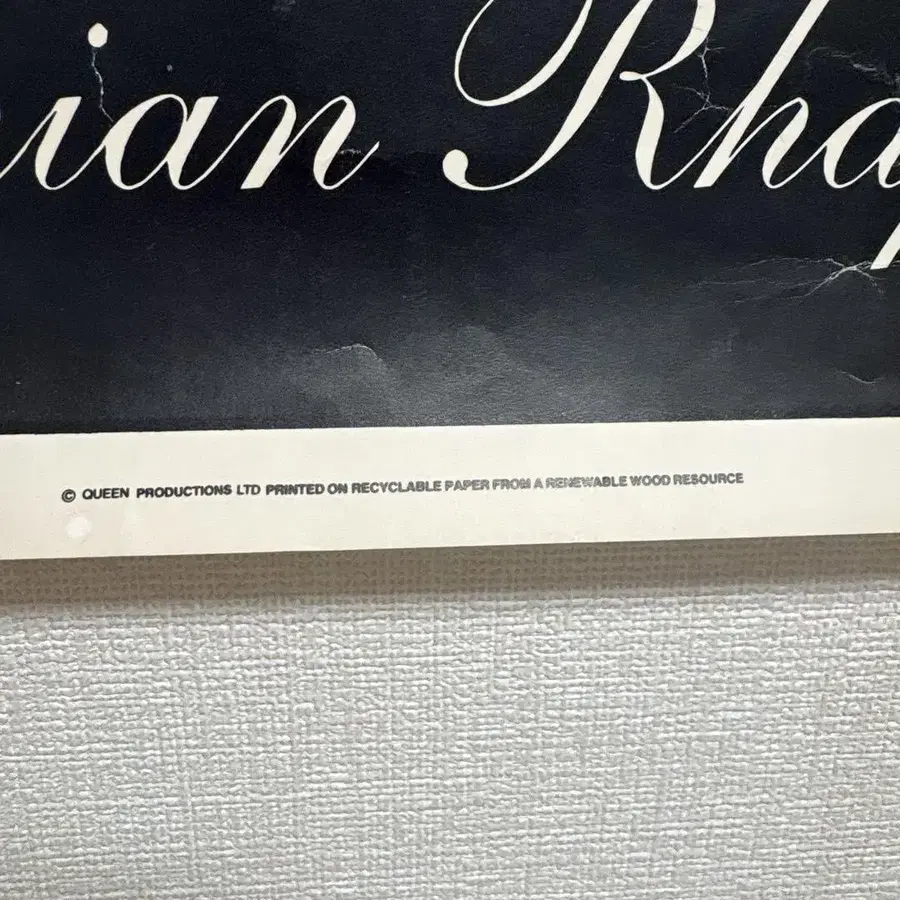 ian Rha
© QUEEN PRODUCTIONS LTD PRINTED ON RECYCLABLE PAPER FROM A RENEWABLE WOOD RESOURCE